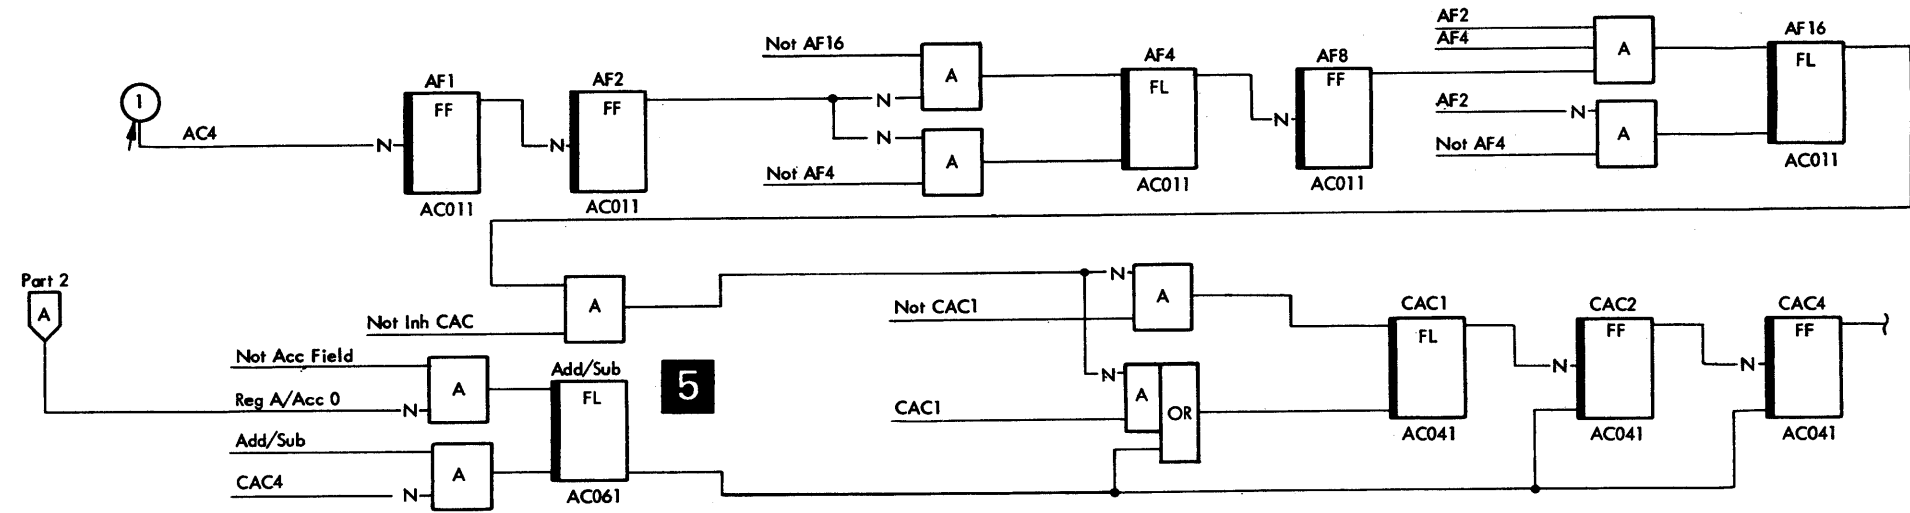 AF2
AF4
AF16
Not AF16
A
AF4
AF8
A
FL
1
AF1
AF2
A
FL
FF
FF
FF
N
AF2
N
AC4
N
N
N
N
A
A
Not AF4
Not AF4
AC011
AC011
AC011
AC011
AC011
Part 2
A
N
A
Not Inh CAC
A
Not CAC1
CAC1
CAC2
CAC4
FL
FF
FF
Not Acc Field
A
Add/Sub
FL
5
N
A
OR
N
N
Reg A/Acc 0
N
CAC1
AC041
AC041
AC041
Add/Sub
A
CAC4
N
AC061